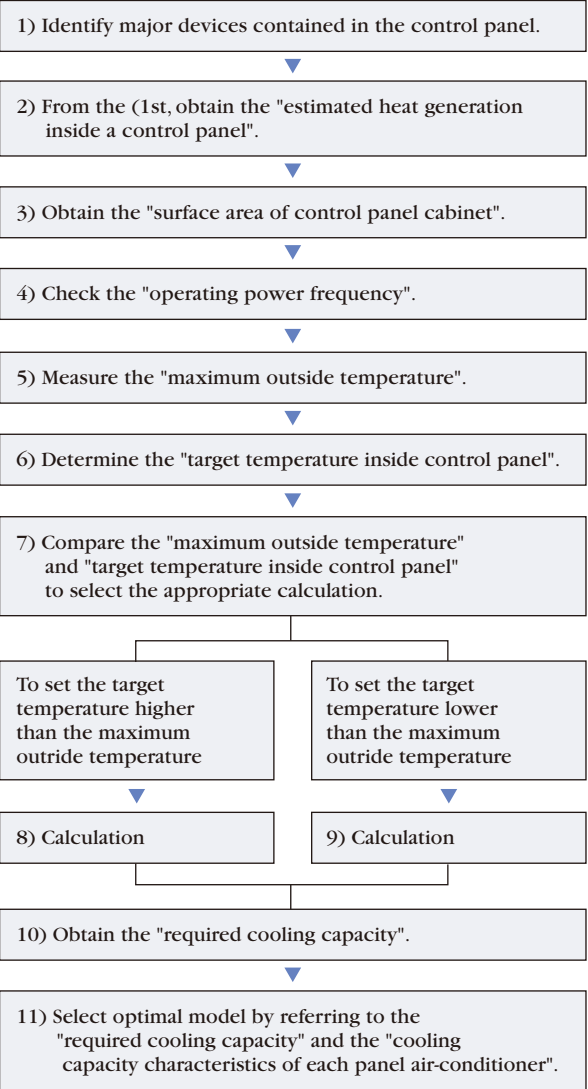 1) Identify major devices contained in the control panel.
2) From the (1st, obtain the "estimated heat generation
inside a control panel".
3) Obtain the "surface area of control panel cabinet".
4) Check the "operating power frequency".
5) Measure the "maximum outside temperature".
6) Determine the "target temperature inside control panel".
7) Compare the "maximum outside temperature"
and "target temperature inside control panel"
to select the appropriate calculation.
To set the target
temperature higher
than the maximum
outride temperature
To set the target
temperature lower
than the maximum
outride temperature
8) Calculation
9) Calculation
10) Obtain the "required cooling capacity".
11) Select optimal model by referring to the
"required cooling capacity" and the "cooling
capacity characteristics of each panel air-conditioner".